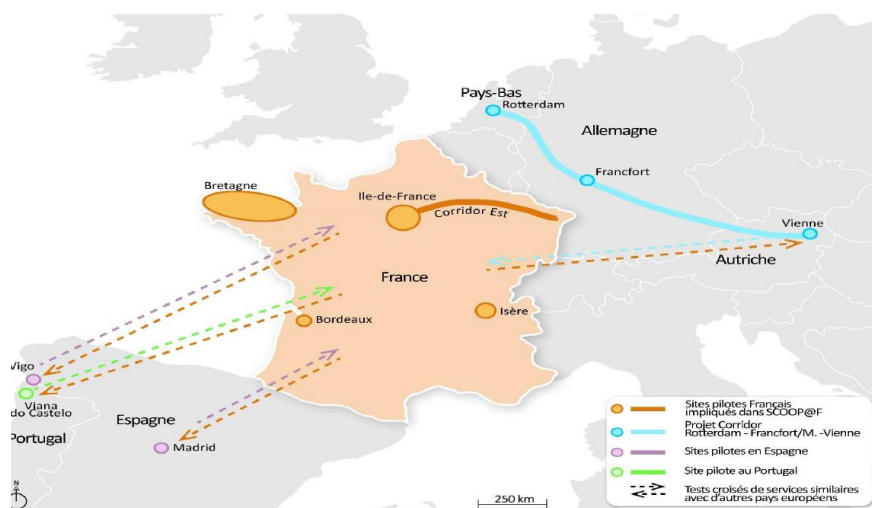 Pays-Bas
Rotterdam
Allemagne
Francfort
Bretagne
Ile-de-France
Corridor Est
Vienne
Autriche
France
Isère
Bordeaux
Vigo
Viana
do Castelo
Espagne
Portugal
Madrid
N
250 km
Sites pilotes Français
impliqués dans SCOOP@F
Projet Corridor
Rotterdam - Francfort/M. -Vienne
Sites pilotes en Espagne
Site pilote au Portugal
Tests croisés de services similaires
avec d'autres pays européens